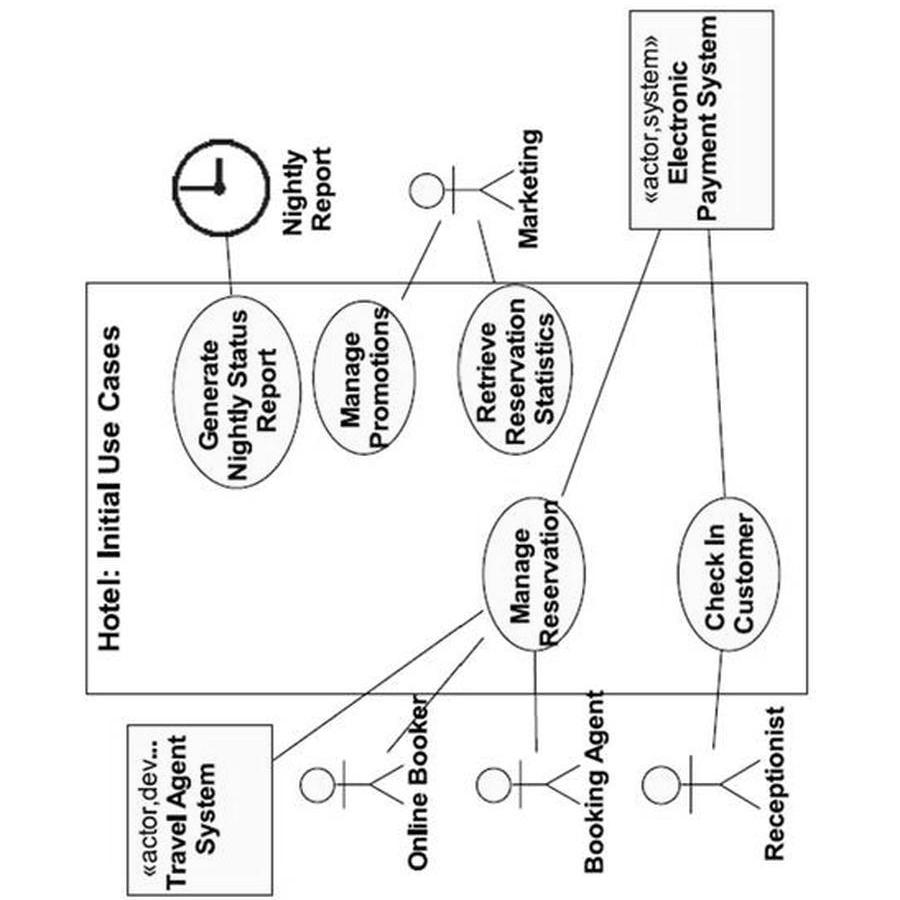 Hotel: Initial Use Cases
«actor,dev...
Travel Agent
System
Generate
Nightly Status
Report
Nightly
Report
Online Booker
Manage
Promotions
Marketing
Booking Agent
Manage
Reservation
Retrieve
Reservation
Statistics
Receptionist
Check In
Customer
«actor,system»
Electronic
Payment System